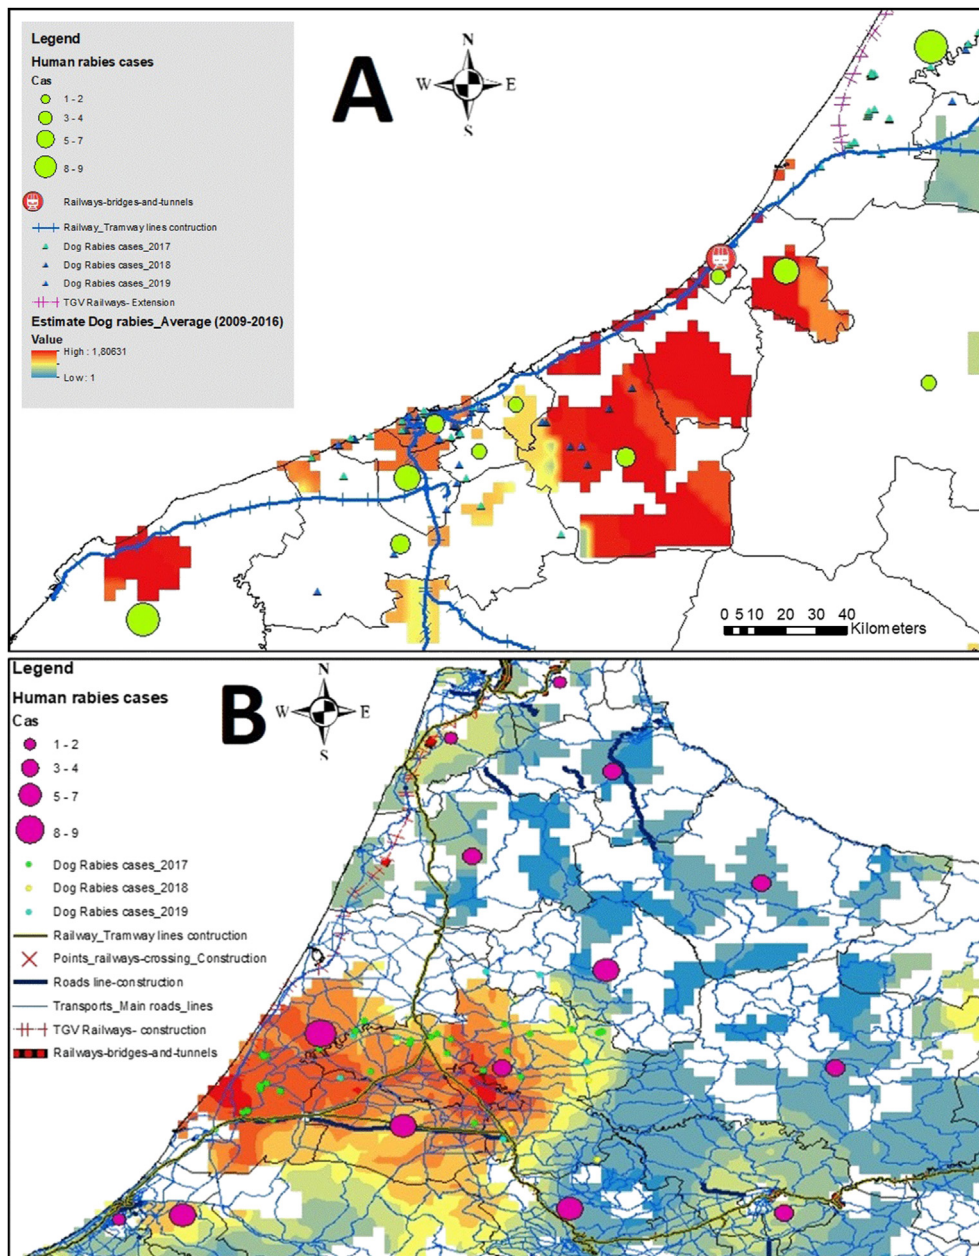 Legend
Human rabies cases
Cas
1 - 2
3 - 4
5 - 7
8 - 9
Railways-bridges-and-tunnels
Railway_Tramway lines contruction
Dog Rabies cases_2017
Dog Rabies cases_2018
Dog Rabies cases_2019
TGV Railways- Extension
Estimate Dog rabies_Average (2009-2016)
Value
High : 1,80631
Low : 1
A
N
W E
S
0 5 10 20 30 40
Kilometers
Legend
Human rabies cases
Cas
1 - 2
3 - 4
5 - 7
8 - 9
Dog Rabies cases_2017
Dog Rabies cases_2018
Dog Rabies cases_2019
Railway_Tramway lines contruction
Points_railways-crossing_Construction
Roads line-construction
Transports_Main roads_lines
TGV Railways- construction
Railways-bridges-and-tunnels
B
N
W E
S